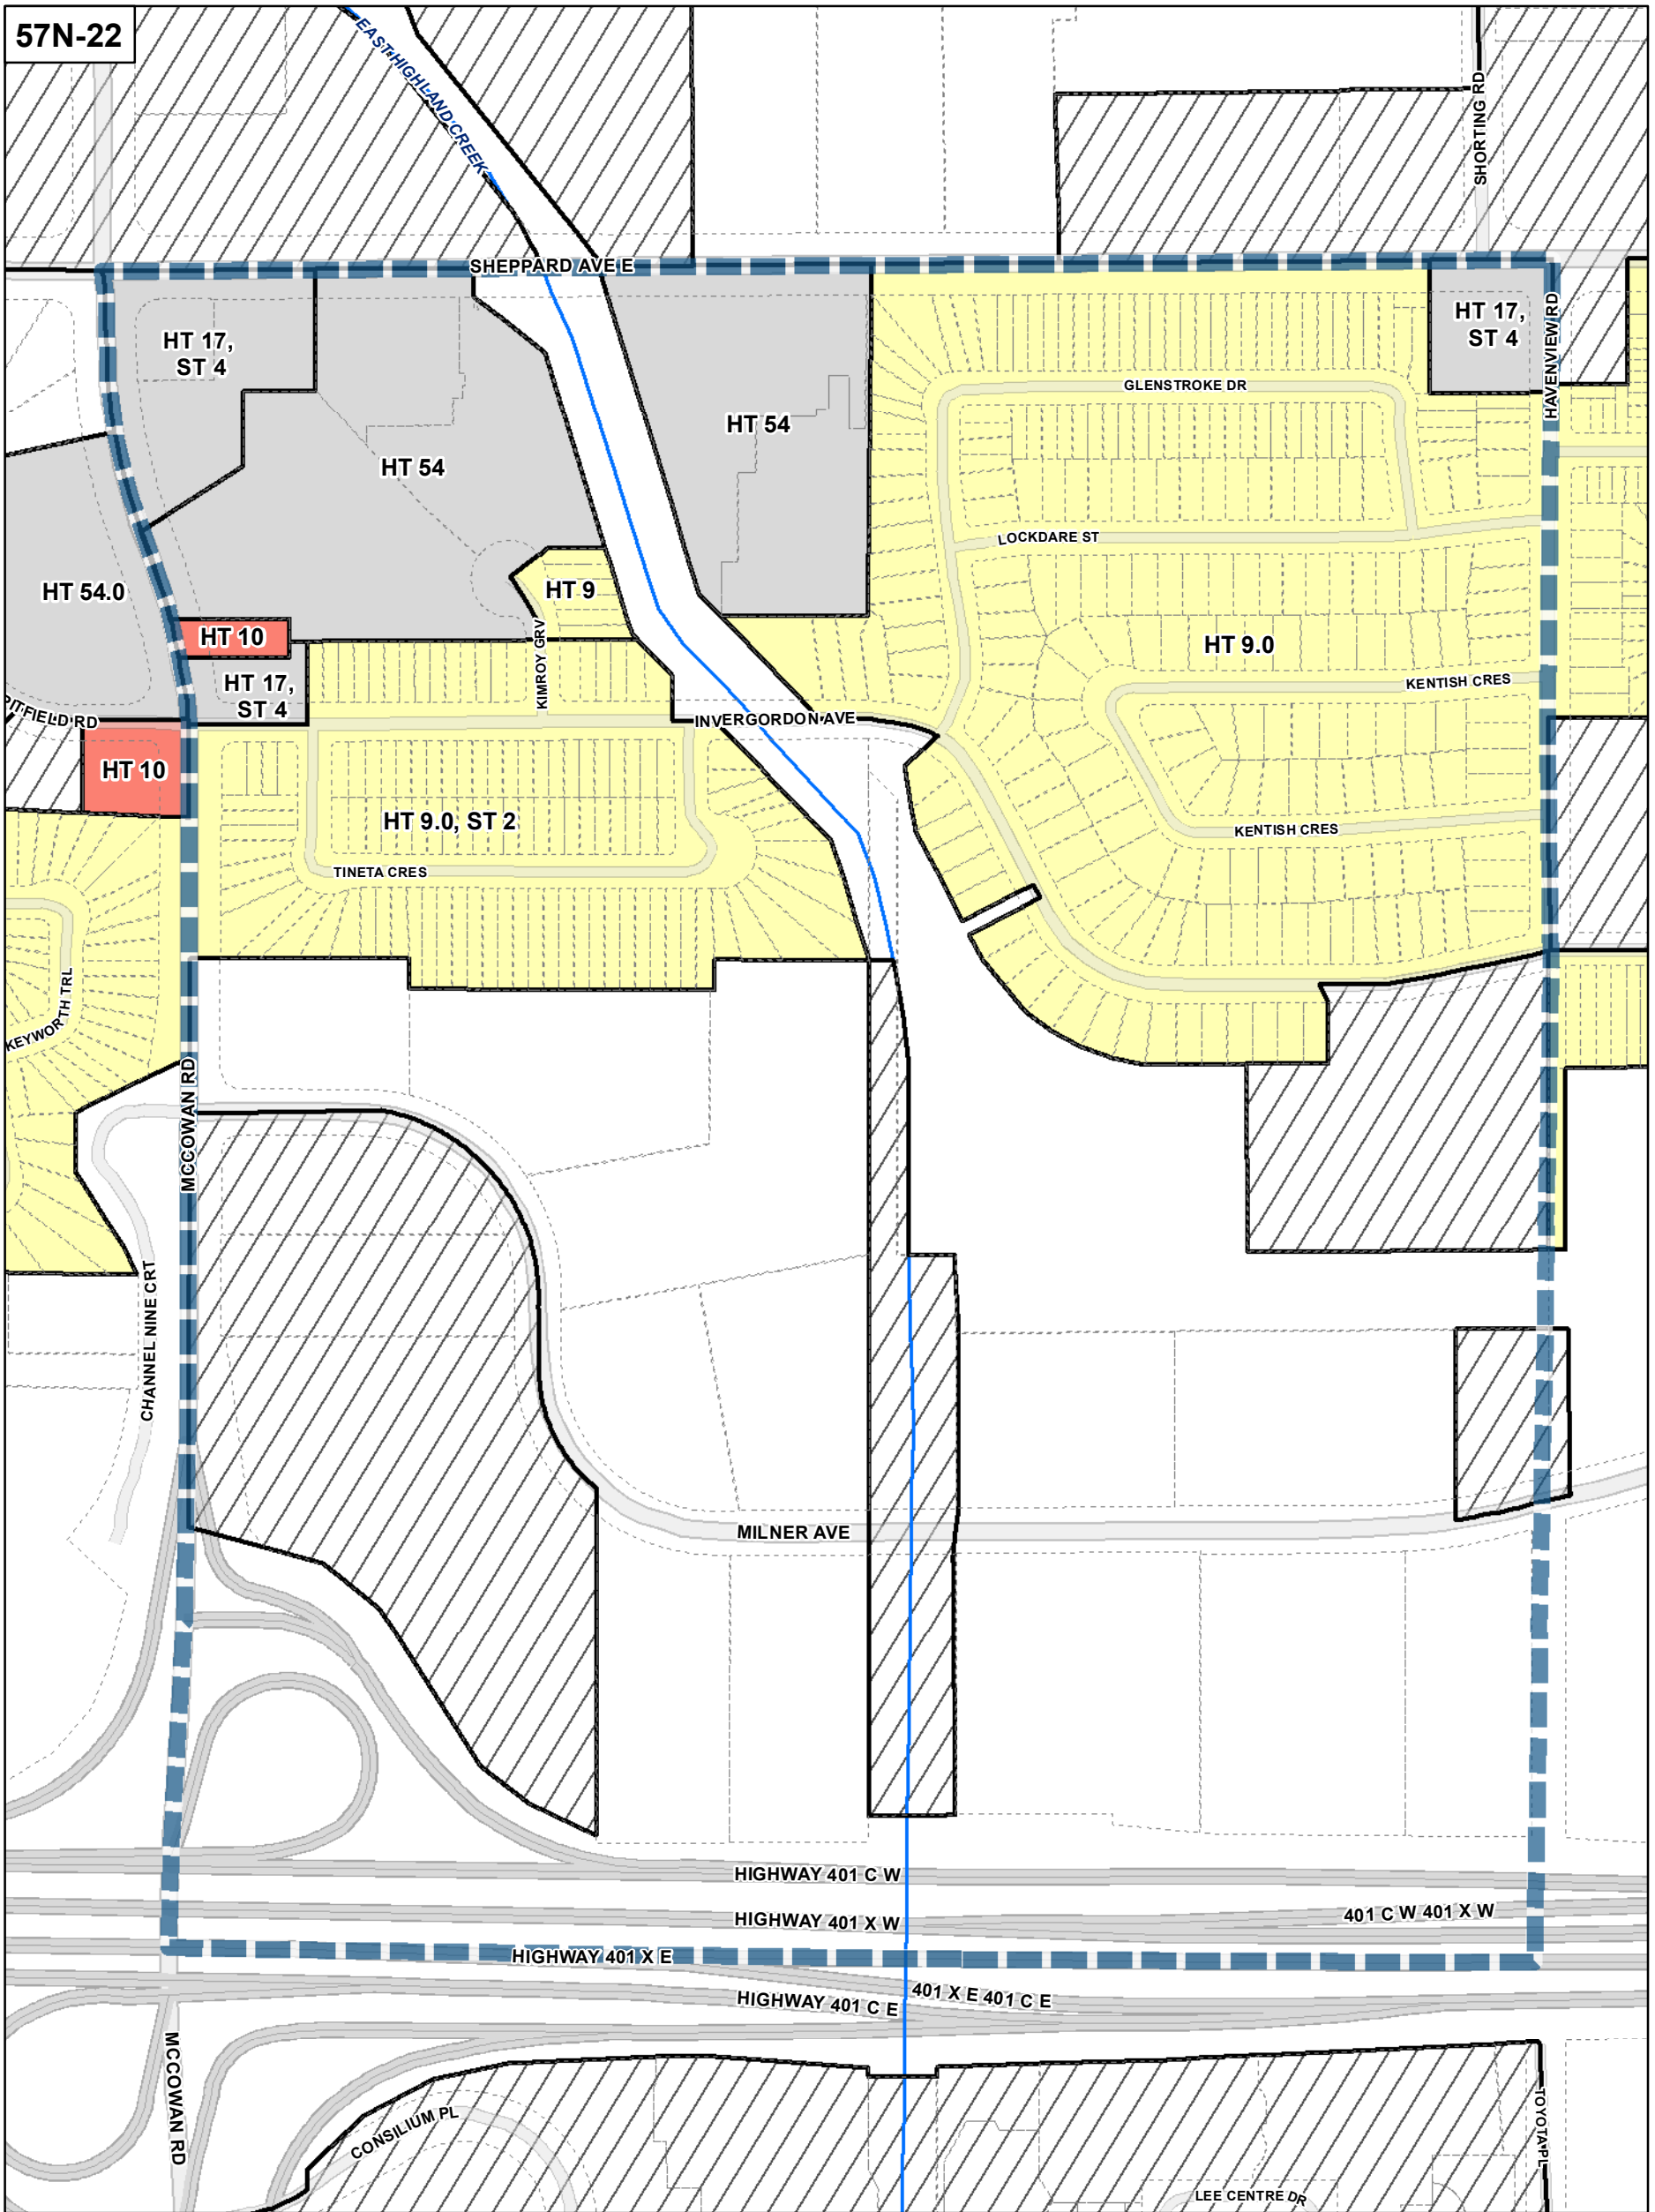 57N-22
EAST HIGHLAND CREEK
SHORTING RD
SHEPPARD AVE E
HT 17,
ST 4
HT 17,
ST 4
HAVENVIEW RD
GLENSTROKE DR
HT 54
HT 54
LOCKDARE ST
HT 54.0
HT 9
HT 10
HT 9.0
KIMROY GRV
HT 17,
ST 4
KENTISH CRES
PITFIELD RD
INVERGORDON AVE
HT 10
HT 9.0, ST 2
KENTISH CRES
TINETA CRES
KEYWORTH TRL
MCCOWAN RD
CHANNEL NINE CRT
MILNER AVE
HIGHWAY 401 C W
HIGHWAY 401 X W
401 C W 401 X W
HIGHWAY 401 X E
401 X E 401 C E
HIGHWAY 401 C E
MCCOWAN RD
CONSILIUM PL
TOYOTA PL
LEE CENTRE DR